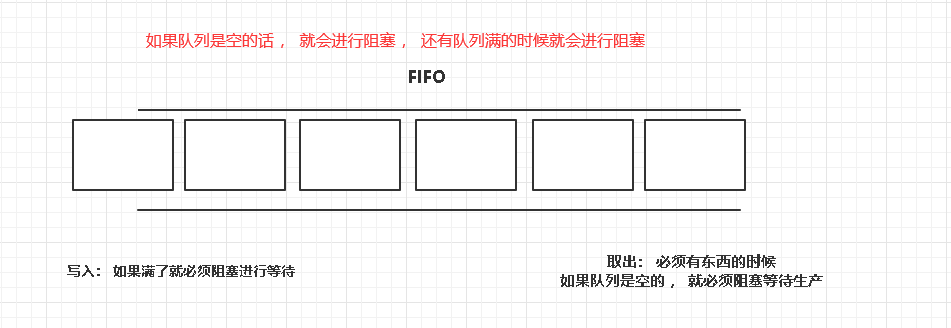 如果队列是空的话， 就会进行阻塞， 还有队列满的时候就会进行阻塞
FIFO
写入： 如果满了就必须阻塞进行等待
取出： 必须有东西的时候
如果队列是空的， 就必须阻塞等待生产